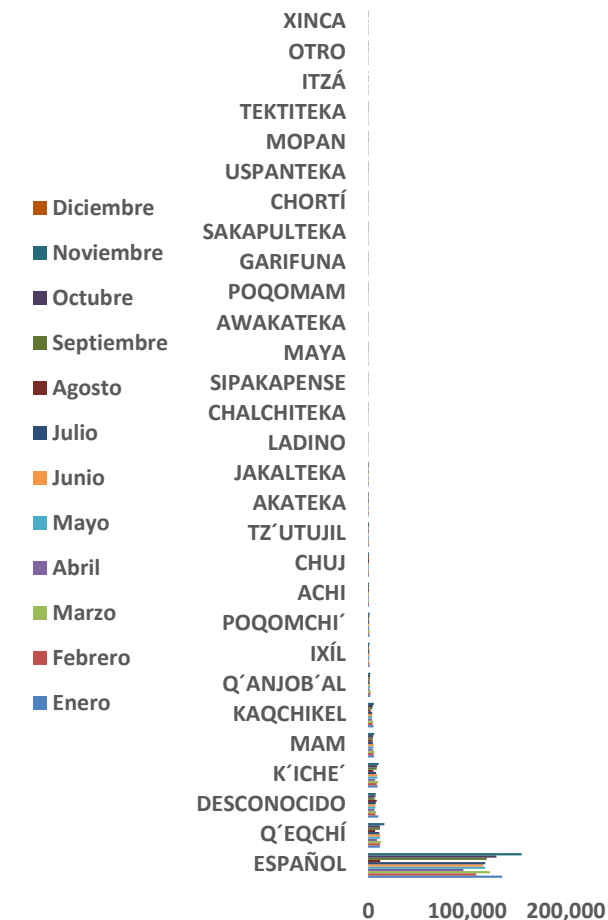 XINCA
OTRO
ITZÁ
TEKTITEKA
MOPAN
USPANTEKA
CHORTÍ
SAKAPULTEKA
GARIFUNA
POQOMAM
AWAKATEKA
MAYA
SIPAKAPENSE
CHALCHITEKA
LADINO
JAKALTEKA
AKATEKA
TZ´UTUJIL
CHUJ
ACHI
POQOMCHI´
IXÍL
Q´ANJOB´AL
KAQCHIKEL
MAM
K´ICHE´
DESCONOCIDO
Q´EQCHÍ
ESPAÑOL
Diciembre
Noviembre
Octubre
Septiembre
Agosto
Julio
Junio
Mayo
Abril
Marzo
Febrero
Enero
0 100,000 200,000